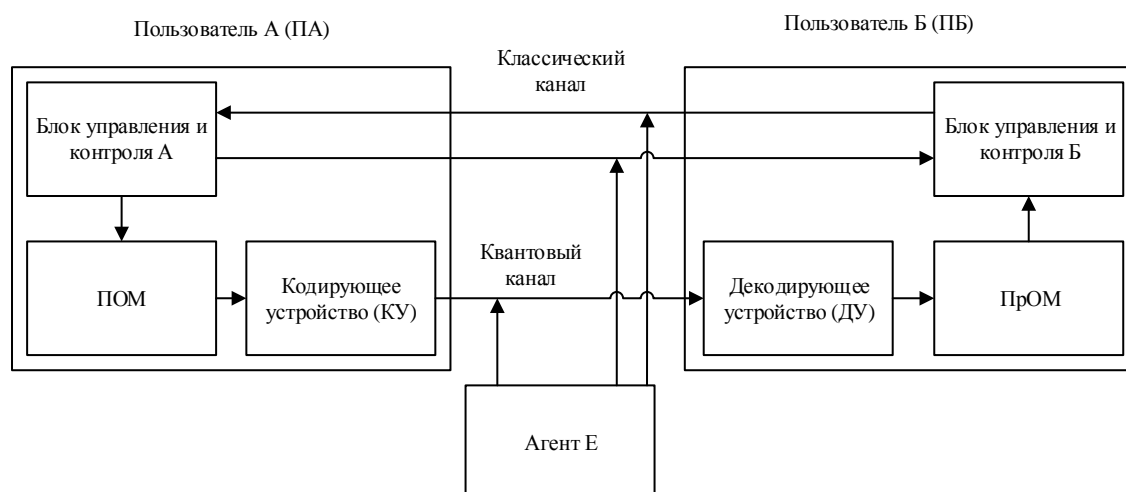 Пользователь А (ПА)
Пользователь Б (ПБ)
Классический
канал
Блок управления и
контроля А
Блок управления и
контроля Б
Квантовый
канал
ПОМ
Кодирующее
устройство (КУ)
Декодирующее
устройство (ДУ)
ПрОМ
Агент Е